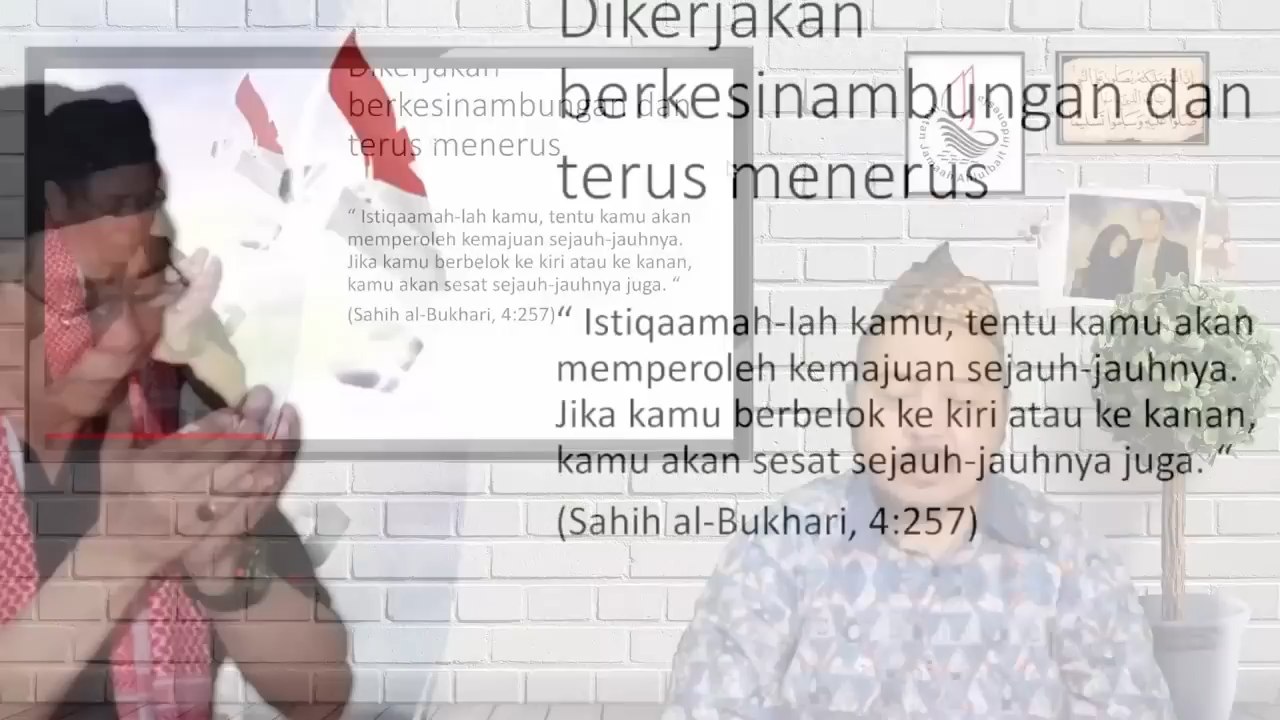 Dikerjakan
berkesinambungan dan
terus menerus
“ Istiqaamah-lah kamu, tentu kamu akan
memperoleh kemajuan sejauh-jauhnya.
Jika kamu berbelok ke kiri atau ke kanan,
kamu akan sesat sejauh-jauhnya juga. “
(Sahih al-Bukhari, 4:257)
Dikerjakan
berkesinambungan dan
terus menerus
“ Istiqaamah-lah kamu, tentu kamu akan
memperoleh kemajuan sejauh-jauhnya.
Jika kamu berbelok ke kiri atau ke kanan,
kamu akan sesat sejauh-jauhnya juga. “
(Sahih al-Bukhari, 4:257)